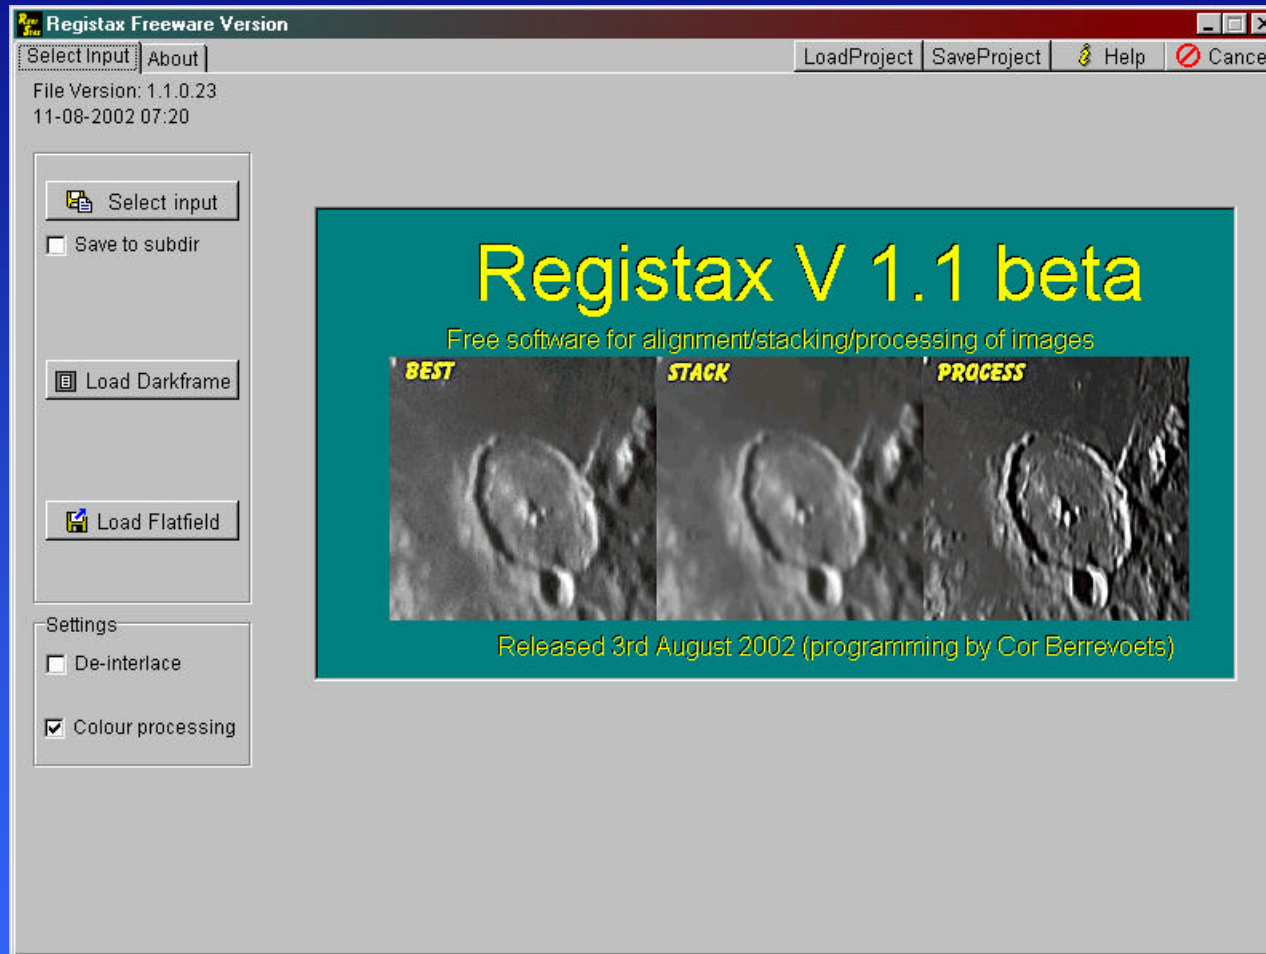 Registax Freeware Version
Select Input About LoadProject SaveProject Help Cance
File Version: 1.1.0.23
11-08-2002 07:20
Select input
Save to subdir
Load Darkframe
Load Flatfield
Settings
De-interlace
Colour processing
Registax V 1.1 beta
Free software for alignment/stacking/processing of images
BEST STACK PROCESS
Released 3rd August 2002 (programming by Cor Berrevoets)